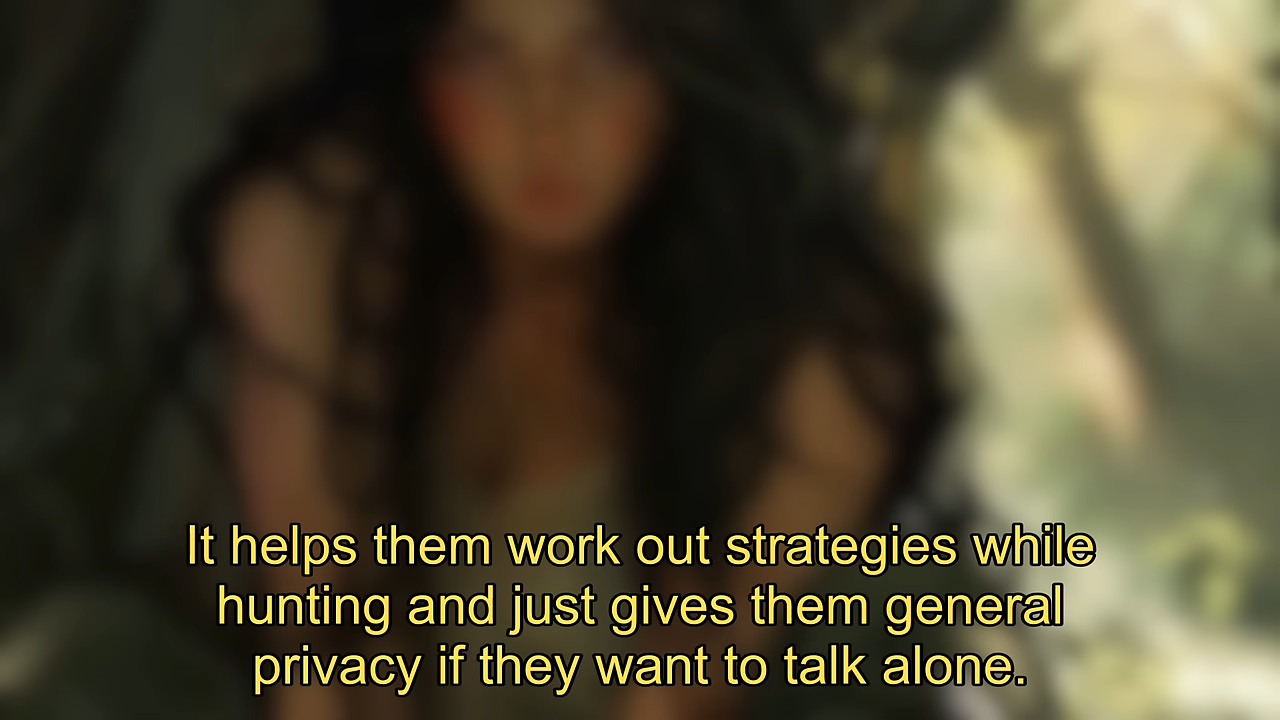 It helps them work out strategies while
hunting and just gives them general
privacy if they want to talk alone.